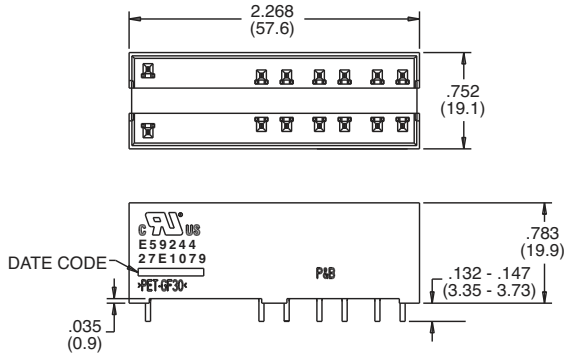 2.268
(57.6)
.752
(19.1)
c RU® US
E59244
27E1079
DATE CODE
>PET-GF30<
P&B
.783
(19.9)
.132 - .147
(3.35 - 3.73)
.035
(0.9)